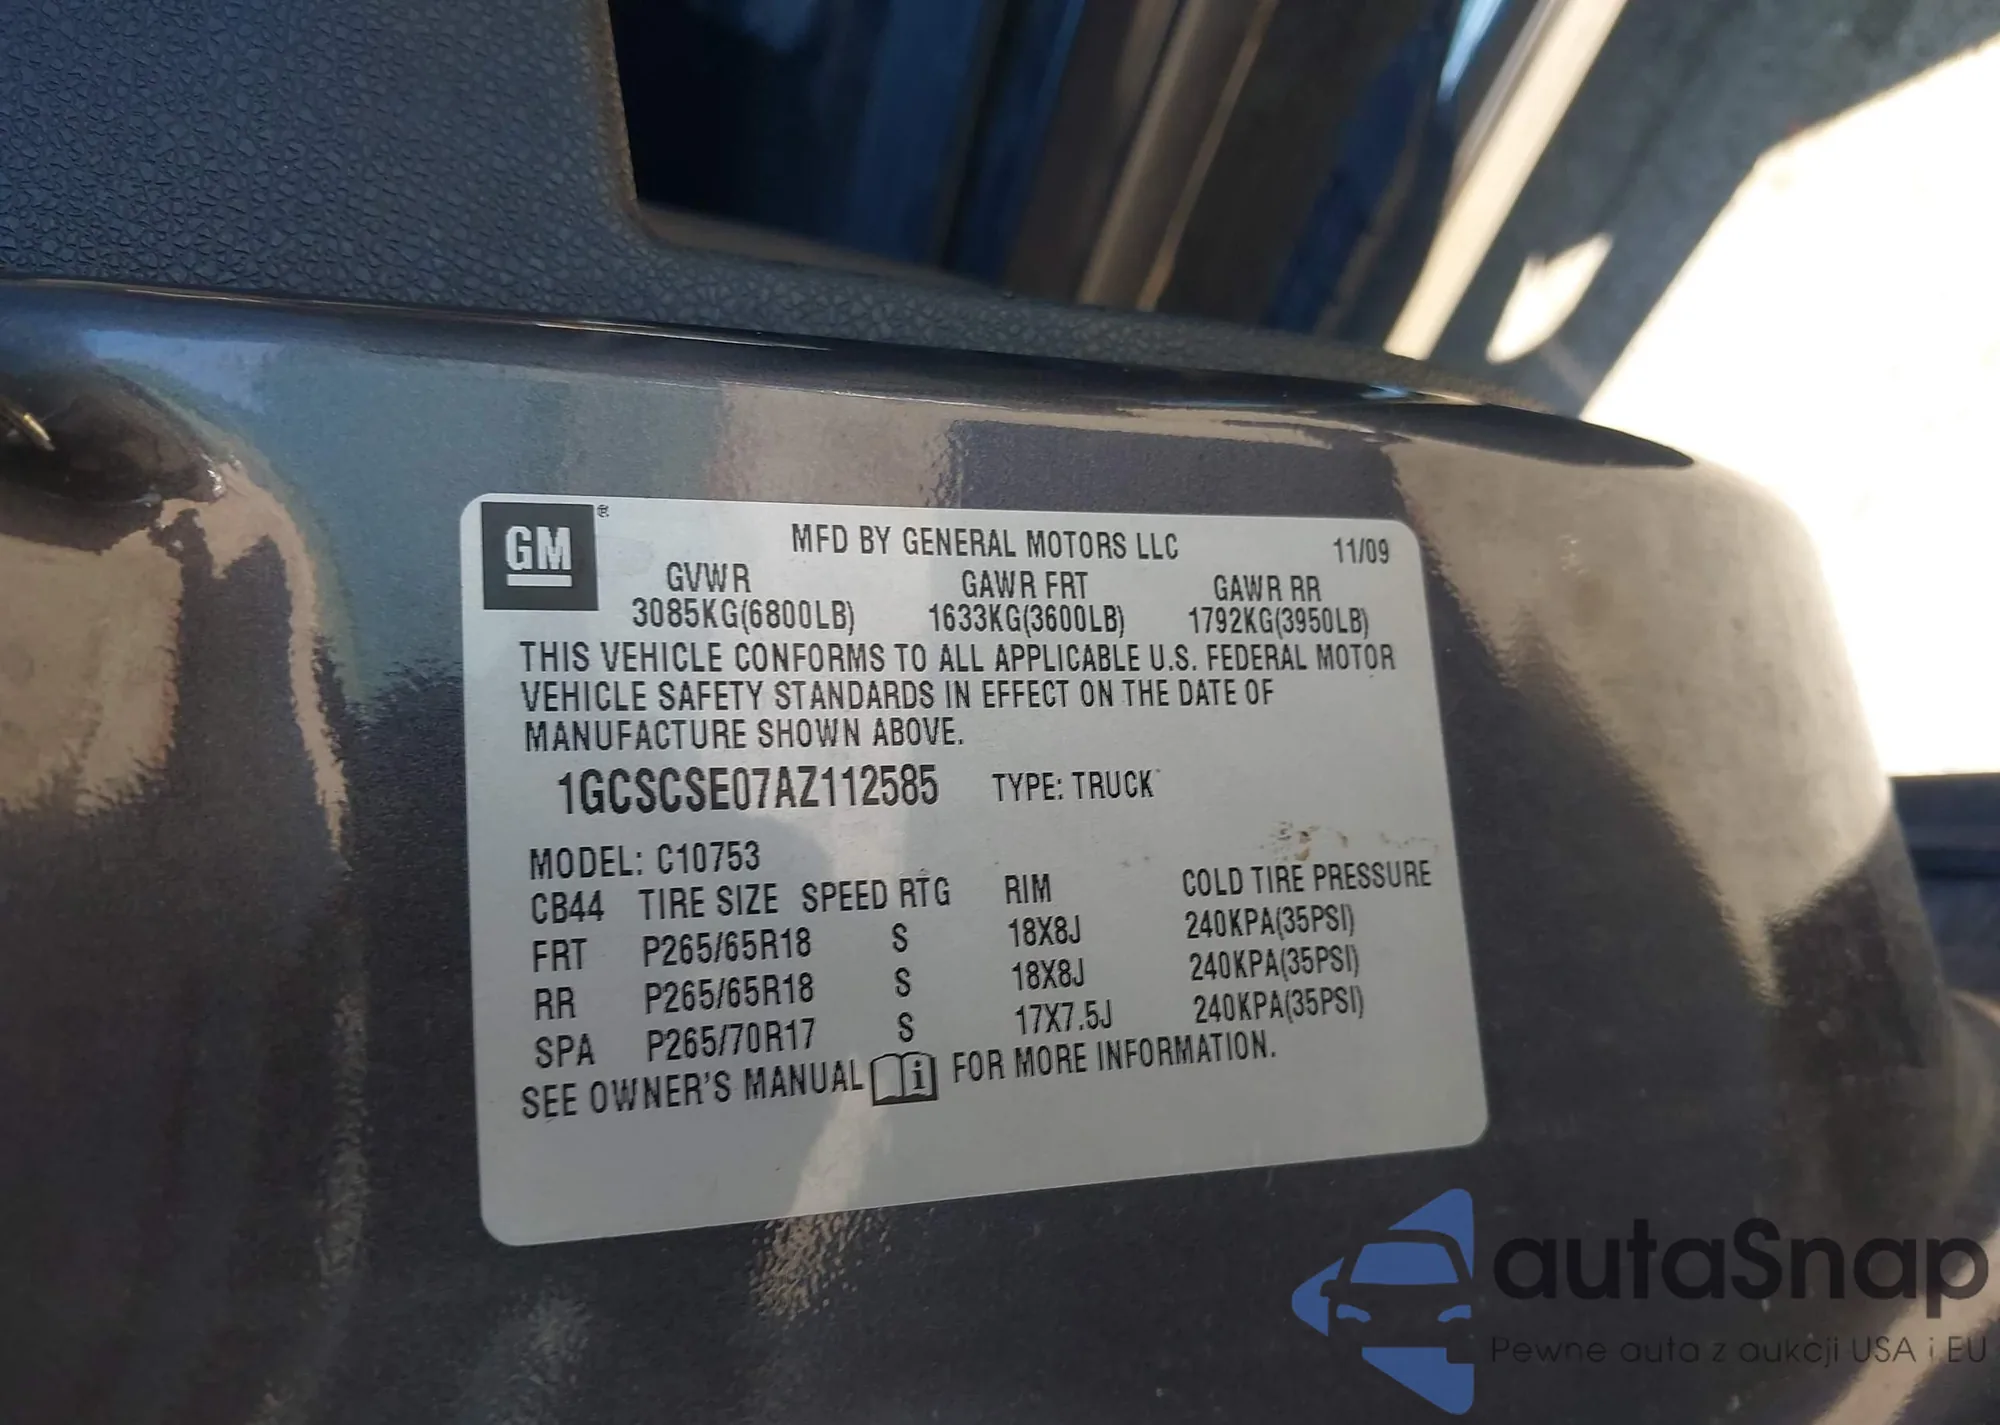 GM®
MFD BY GENERAL MOTORS LLC 11/09
GVWR GAWR FRT GAWR RR
3085KG(6800LB) 1633KG(3600LB) 1792KG(3950LB)
THIS VEHICLE CONFORMS TO ALL APPLICABLE U.S. FEDERAL MOTOR
VEHICLE SAFETY STANDARDS IN EFFECT ON THE DATE OF
MANUFACTURE SHOWN ABOVE.
1GCSCSE07AZ112585 TYPE: TRUCK
MODEL: C10753
CB44 TIRE SIZE SPEED RTG RIM COLD TIRE PRESSURE
FRT P265/65R18 S 18X8J 240KPA(35PSI)
RR P265/65R18 S 18X8J 240KPA(35PSI)
SPA P265/70R17 S 17X7.5J 240KPA(35PSI)
SEE OWNER'S MANUAL i FOR MORE INFORMATION.
autaSnap
Pewne auta z aukcji USA i EU